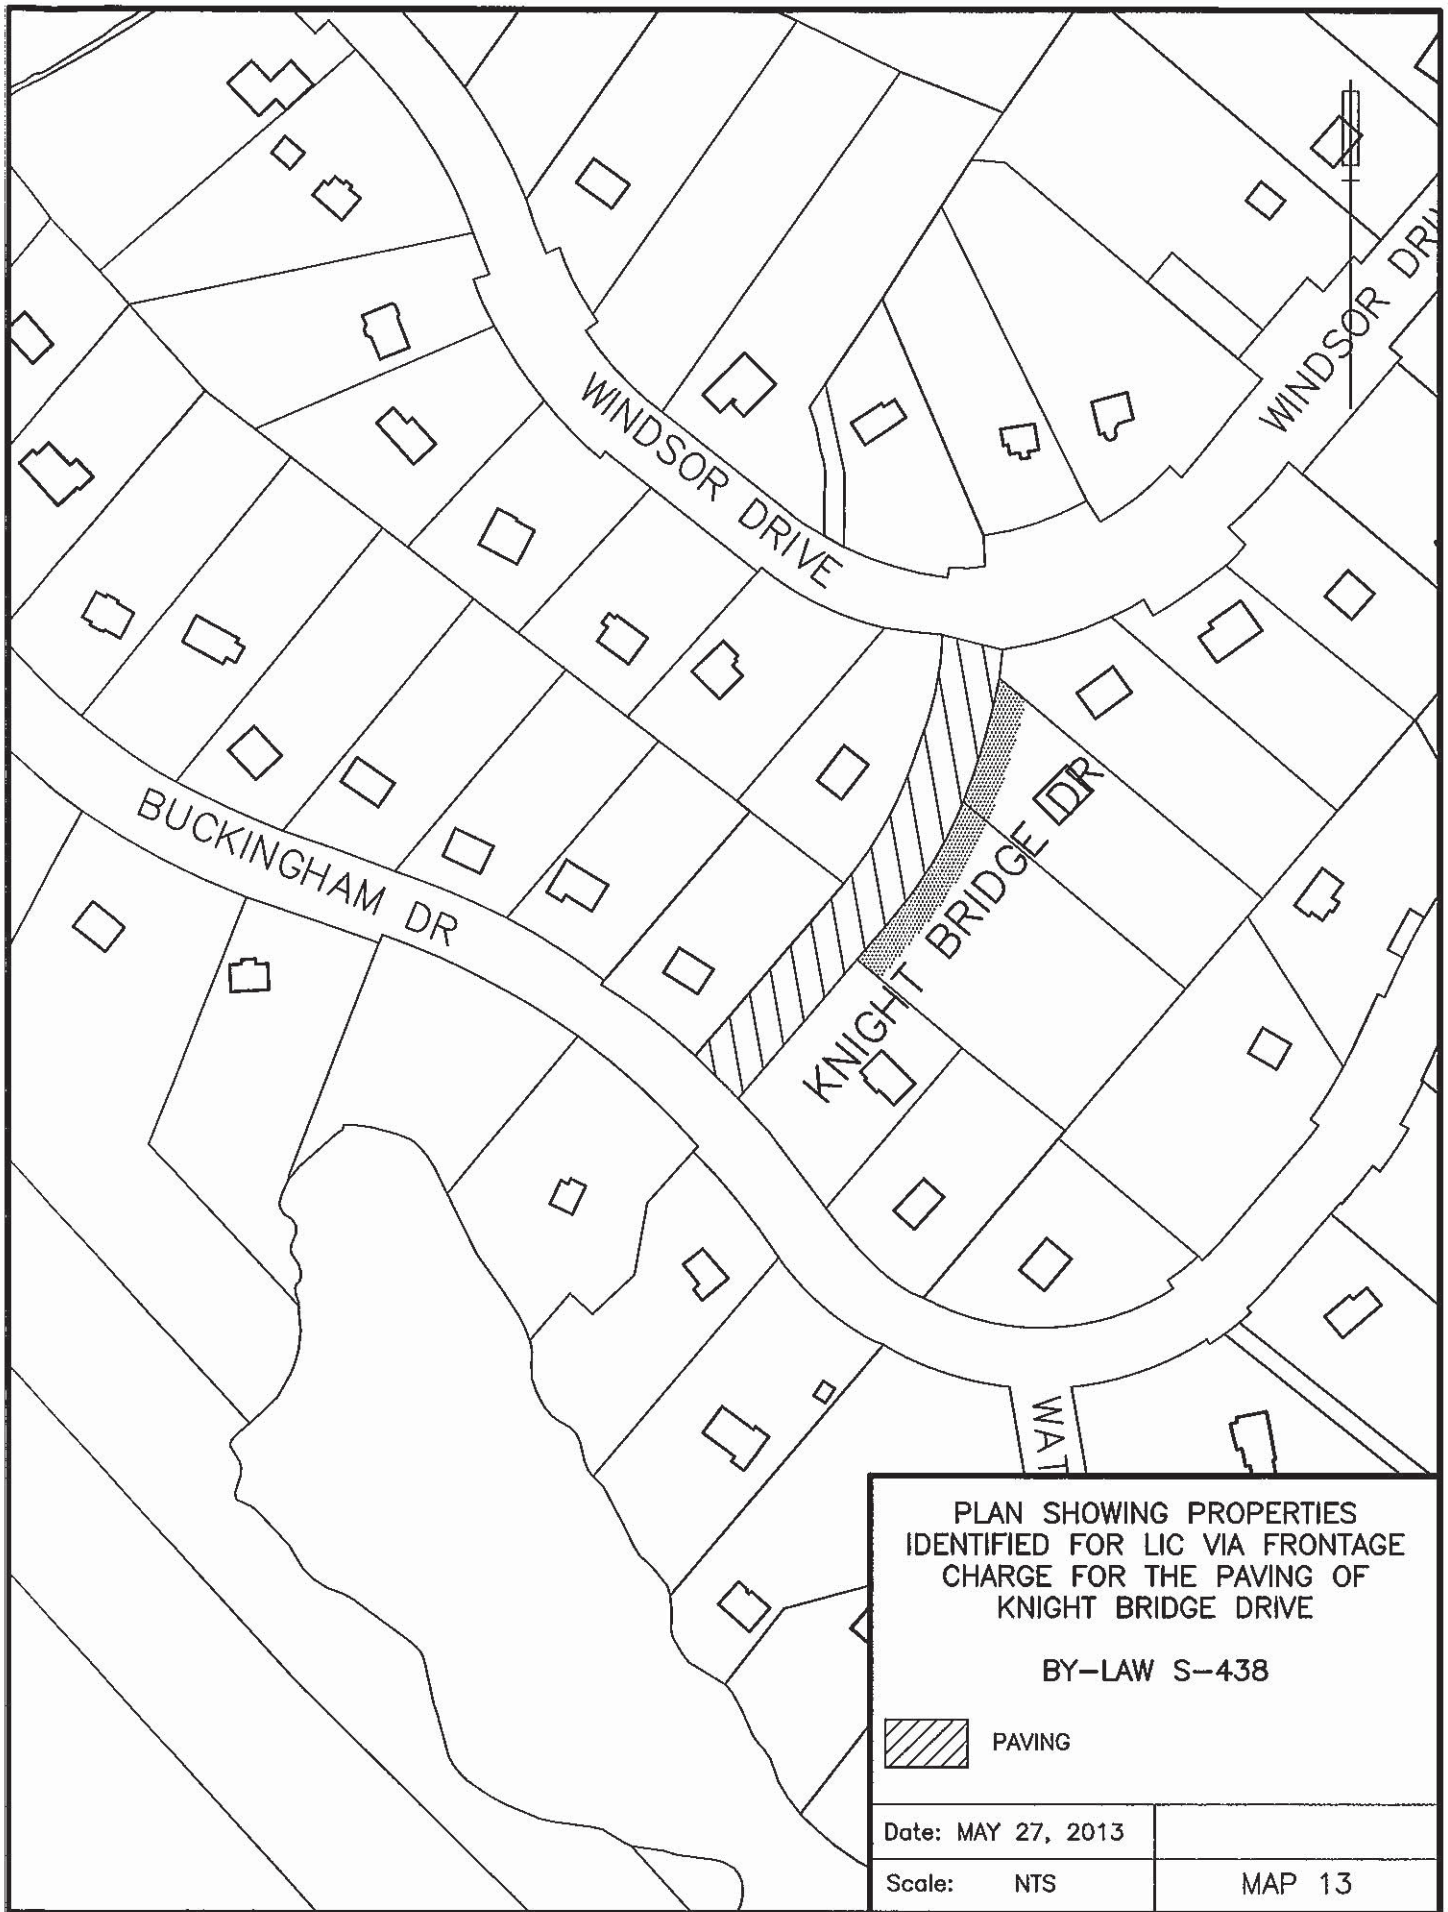 WINDSOR DRIVE
WINDSOR DRIV
BUCKINGHAM DR
KNIGHT BRIDGE DR
WAT
PLAN SHOWING PROPERTIES
IDENTIFIED FOR LIC VIA FRONTAGE
CHARGE FOR THE PAVING OF
KNIGHT BRIDGE DRIVE
BY-LAW S-438
PAVING
Date: MAY 27, 2013
Scale: NTS
MAP 13